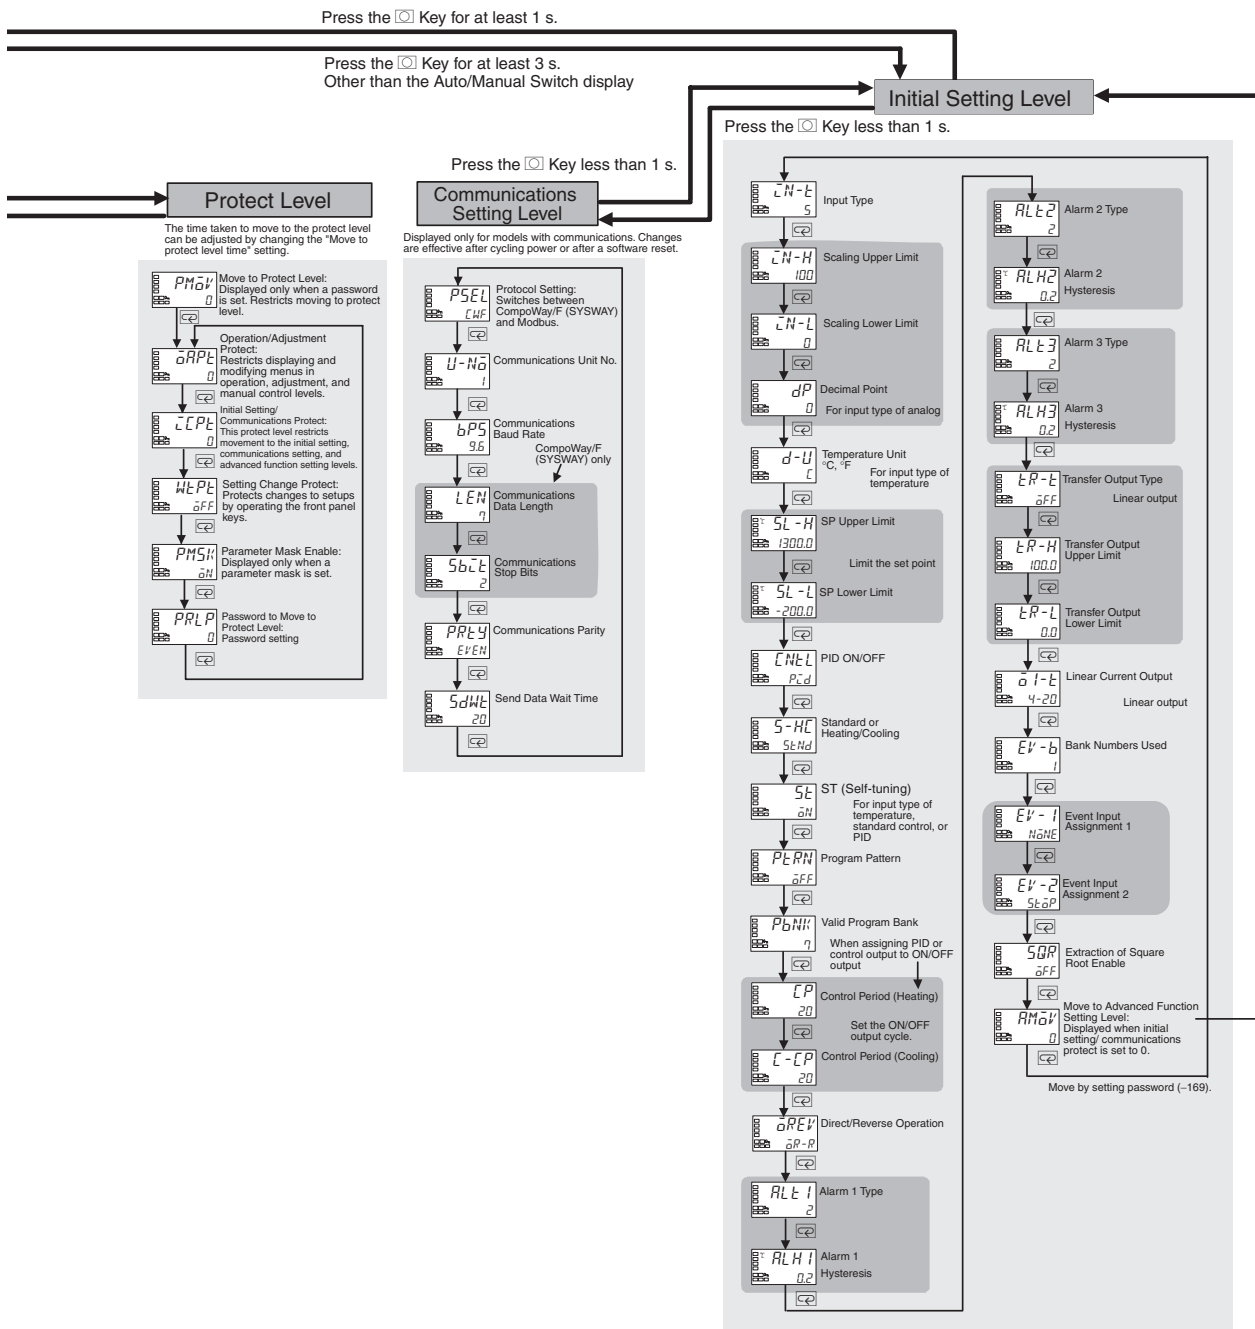 Press the Key for at least 1 s.
Press the Key for at least 3 s.
Other than the Auto/Manual Switch display
Initial Setting Level
Press the Key less than 1 s.
Press the Key less than 1 s.
Protect Level
The time taken to move to the protect level
can be adjusted by changing the "Move to
protect level time" setting.
PMOV
0
Move to Protect Level:
Displayed only when a password
is set. Restricts moving to protect
level.
OAPT
0
Operation/Adjustment
Protect:
Restricts displaying and
modifying menus in
operation, adjustment, and
manual control levels.
ICPT
0
Initial Setting/
Communications Protect:
This protect level restricts
movement to the initial setting,
communications setting, and
advanced function setting levels.
WTPT
OFF
Setting Change Protect:
Protects changes to setups
by operating the front panel
keys.
PMSK
ON
Parameter Mask Enable:
Displayed only when a
parameter mask is set.
PRLP
0
Password to Move to
Protect Level:
Password setting
Communications
Setting Level
Displayed only for models with communications. Changes
are effective after cycling power or after a software reset.
PSEL
CWF
Protocol Setting:
Switches between
CompoWay/F (SYSWAY)
and Modbus.
U-NO
1
Communications Unit No.
BPS
9.6
Communications
Baud Rate
CompoWay/F
(SYSWAY) only
LEN
7
Communications
Data Length
SBIT
2
Communications
Stop Bits
PRTY
EVEN
Communications Parity
SDWT
20
Send Data Wait Time
IN-T
5
Input Type
IN-H
100
Scaling Upper Limit
IN-L
0
Scaling Lower Limit
DP
0
Decimal Point
For input type of analog
D-U
C
Temperature Unit
°C, °F
For input type of
temperature
SL-H
1300.0
SP Upper Limit
Limit the set point
SL-L
-200.0
SP Lower Limit
CNTL
PID
PID ON/OFF
S-HC
STND
Standard or
Heating/Cooling
ST
ON
ST (Self-tuning)
For input type of
temperature,
standard control, or
PID
PTRN
OFF
Program Pattern
PBNK
7
Valid Program Bank
When assigning PID or
control output to ON/OFF
output
CP
20
Control Period (Heating)
Set the ON/OFF
output cycle.
C-CP
20
Control Period (Cooling)
OREV
OR-R
Direct/Reverse Operation
ALT1
2
Alarm 1 Type
ALH1
0.2
Alarm 1
Hysteresis
ALT2
2
Alarm 2 Type
ALH2
0.2
Alarm 2
Hysteresis
ALT3
2
Alarm 3 Type
ALH3
0.2
Alarm 3
Hysteresis
TR-T
OFF
Transfer Output Type
Linear output
TR-H
100.0
Transfer Output
Upper Limit
TR-L
0.0
Transfer Output
Lower Limit
O1-T
4-20
Linear Current Output
Linear output
EV-B
1
Bank Numbers Used
EV-1
NONE
Event Input
Assignment 1
EV-2
STOP
Event Input
Assignment 2
SQR
OFF
Extraction of Square
Root Enable
AMOV
0
Move to Advanced Function
Setting Level:
Displayed when initial
setting/ communications
protect is set to 0.
Move by setting password (−169).